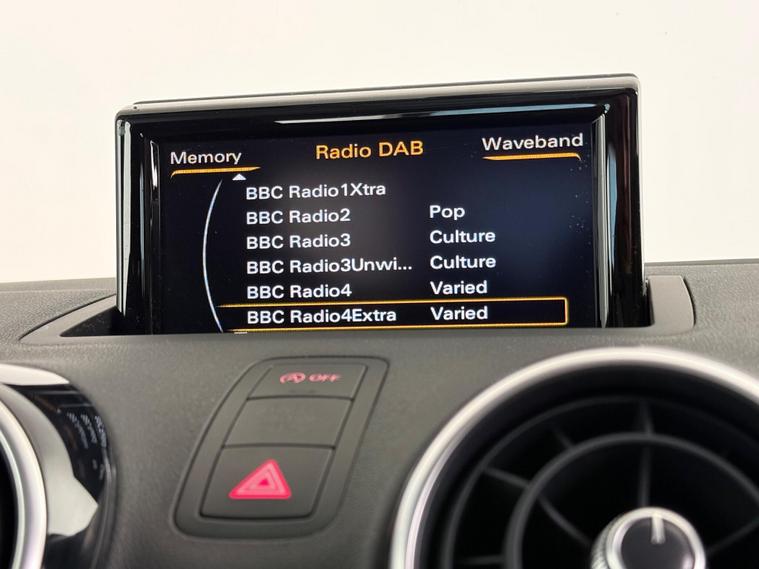 Memory Radio DAB Waveband
BBC Radio1Xtra
BBC Radio2 Pop
BBC Radio3 Culture
BBC Radio3Unwi... Culture
BBC Radio4 Varied
BBC Radio4Extra Varied
OFF